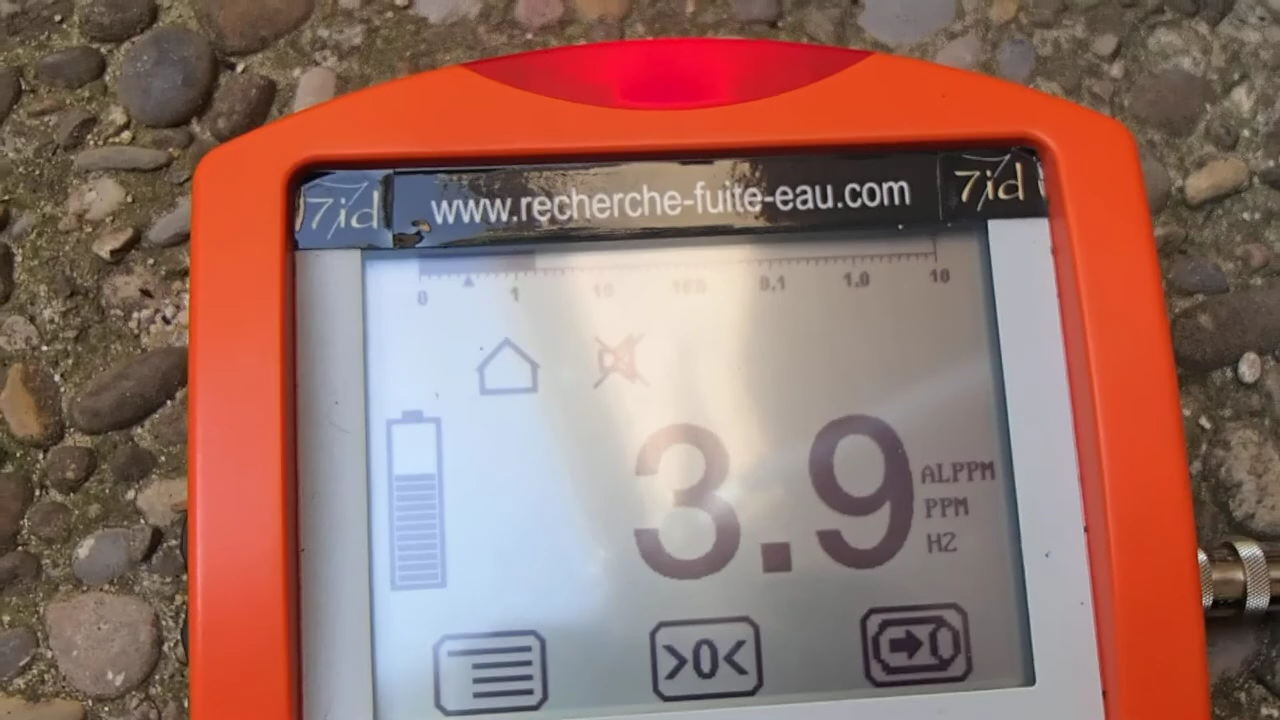 7id www.recherche-fuite-eau.com 7id
0 1 10 100 0,1 1,0 10
3.9
ALPPM
PPM
H2
>0<